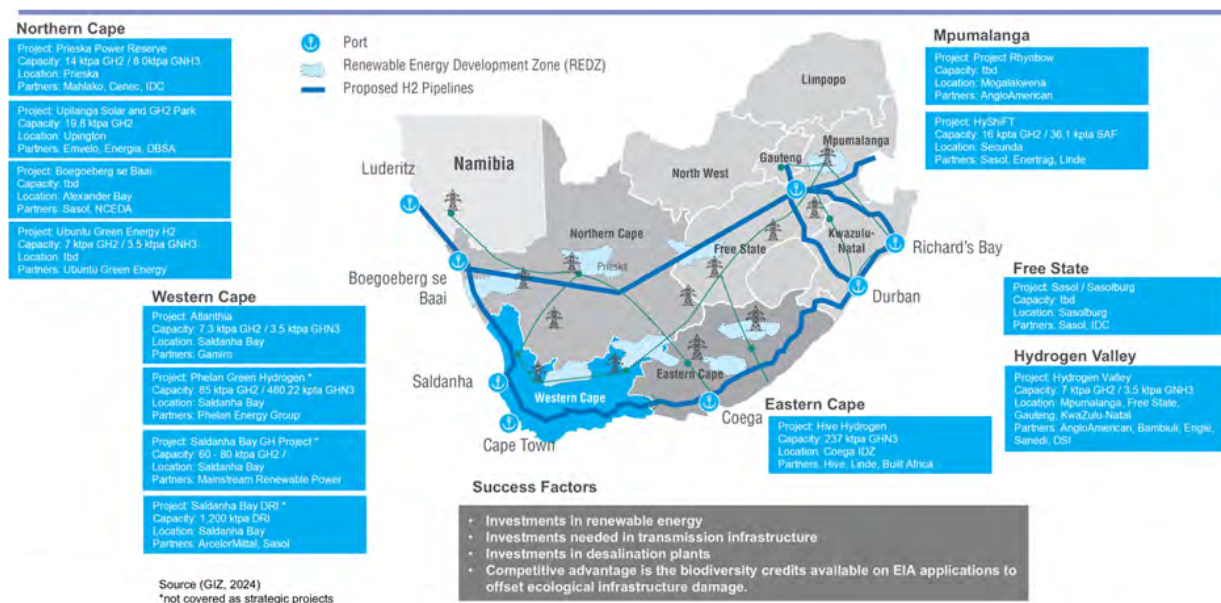 Northern Cape
Project: Prieska Power Reserve
Capacity: 14 ktpa GH2 / 8.0ktpa GNH3
Location: Prieska
Partners: Mahlako, Cenec, IDC
Project: Upilanga Solar and GH2 Park
Capacity: 19.8 ktpa GH2
Location: Upington
Partners: Emvelo, Energia, DBSA
Project: Boegoeberg se Baai
Capacity: tbd
Location: Alexander Bay
Partners: Sasol, NCEDA
Project: Ubuntu Green Energy H2
Capacity: 7 ktpa GH2 / 3.5 ktpa GNH3
Location: tbd
Partners: Ubuntu Green Energy
Western Cape
Project: Atlanthia
Capacity: 7.3 ktpa GH2 / 3.5 ktpa GHN3
Location: Saldanha Bay
Partners: Gamiro
Project: Phelan Green Hydrogen *
Capacity: 85 ktpa GH2 / 480.22 kpta GHN3
Location: Saldanha Bay
Partners: Phelan Energy Group
Project: Saldanha Bay GH Project *
Capacity: 60 - 80 ktpa GH2 /
Location: Saldanha Bay
Partners: Mainstream Renewable Power
Project: Saldanha Bay DRI *
Capacity: 1,200 ktpa DRI
Location: Saldanha Bay
Partners: ArcelorMittal, Sasol
Source (GIZ, 2024)
*not covered as strategic projects
Port
Renewable Energy Development Zone (REDZ)
Proposed H2 Pipelines
Limpopo
Mpumalanga
Gauteng
North West
Namibia
Luderitz
Northern Cape
Free State
Kwazulu-
Natal
Prieska
Richard's Bay
Boegoeberg se
Baai
Durban
Saldanha
Eastern Cape
Western Cape
Coega
Cape Town
Mpumalanga
Project: Project Rhynbow
Capacity: tbd
Location: Mogalakwena
Partners: AngloAmerican
Project: HyShiFT
Capacity: 16 kpta GH2 / 36.1 kpta SAF
Location: Secunda
Partners: Sasol, Enertrag, Linde
Free State
Project: Sasol / Sasolburg
Capacity: tbd
Location: Sasolburg
Partners: Sasol, IDC
Hydrogen Valley
Project: Hydrogen Valley
Capacity: 7 ktpa GH2 / 3.5 ktpa GNH3
Location: Mpumalanga, Free State,
Gauteng, KwaZulu-Natal
Partners: AngloAmerican, Bambiuli, Engie,
Sanedi, DSI
Eastern Cape
Project: Hive Hydrogen
Capacity: 237 kpta GHN3
Location: Coega IDZ
Partners: Hive, Linde, Built Africa
Success Factors
• Investments in renewable energy
• Investments needed in transmission infrastructure
• Investments in desalination plants
• Competitive advantage is the biodiversity credits available on EIA applications to
offset ecological infrastructure damage.